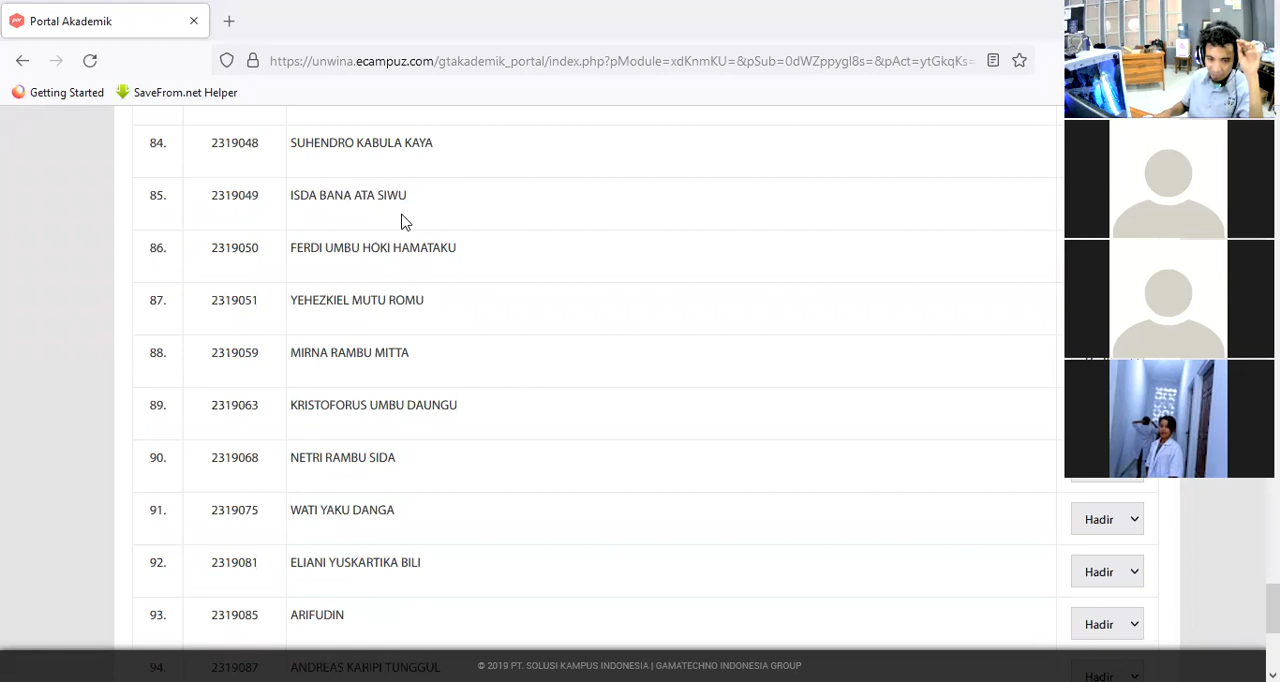 Portal Akademik
https://unwina.ecampuz.com/gtakademik_portal/index.php?pModule=xdKnmKU=&pSub=0dWZppygl8s=&pAct=ytGkqKs=
Getting Started SaveFrom.net Helper
84. 2319048 SUHENDRO KABULA KAYA
85. 2319049 ISDA BANA ATA SIWU
86. 2319050 FERDI UMBU HOKI HAMATAKU
87. 2319051 YEHEZKIEL MUTU ROMU
88. 2319059 MIRNA RAMBU MITTA
89. 2319063 KRISTOFORUS UMBU DAUNGU
90. 2319068 NETRI RAMBU SIDA
91. 2319075 WATI YAKU DANGA Hadir
92. 2319081 ELIANI YUSKARTIKA BILI Hadir
93. 2319085 ARIFUDIN Hadir
94. 2319087 ANDREAS KARIPI TUNGGUL Hadir
© 2019 PT. SOLUSI KAMPUS INDONESIA | GAMATECHNO INDONESIA GROUP